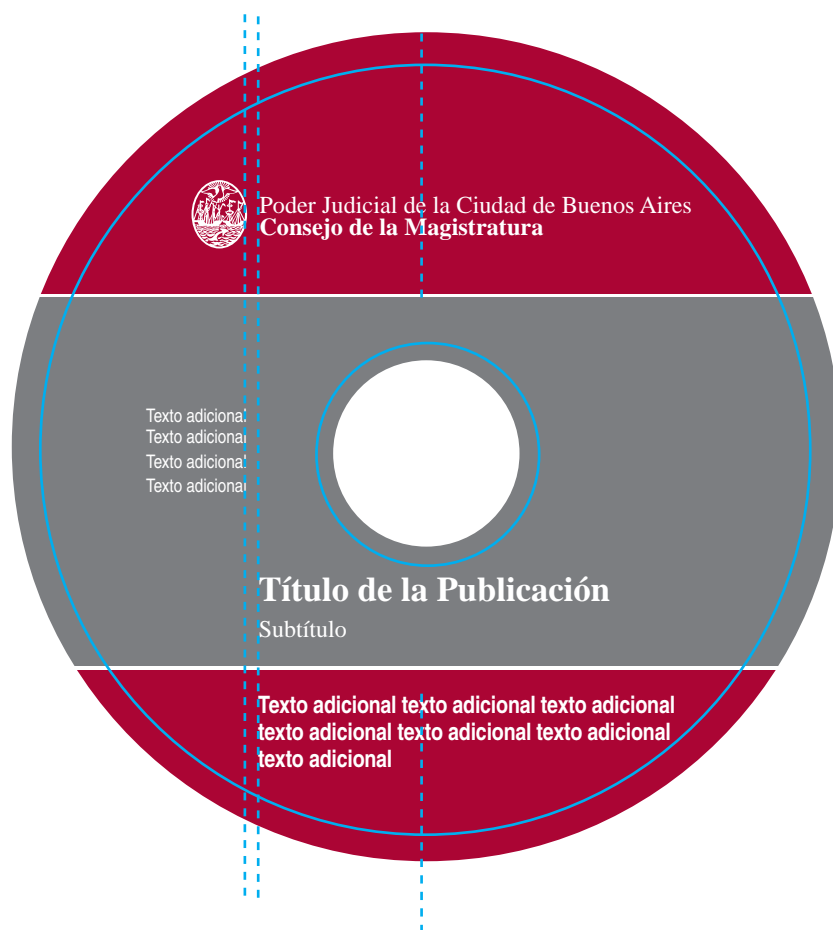 Poder Judicial de la Ciudad de Buenos Aires
Consejo de la Magistratura
Texto adicional
Texto adicional
Texto adicional
Texto adicional
Título de la Publicación
Subtítulo
Texto adicional texto adicional texto adicional
texto adicional texto adicional texto adicional
texto adicional